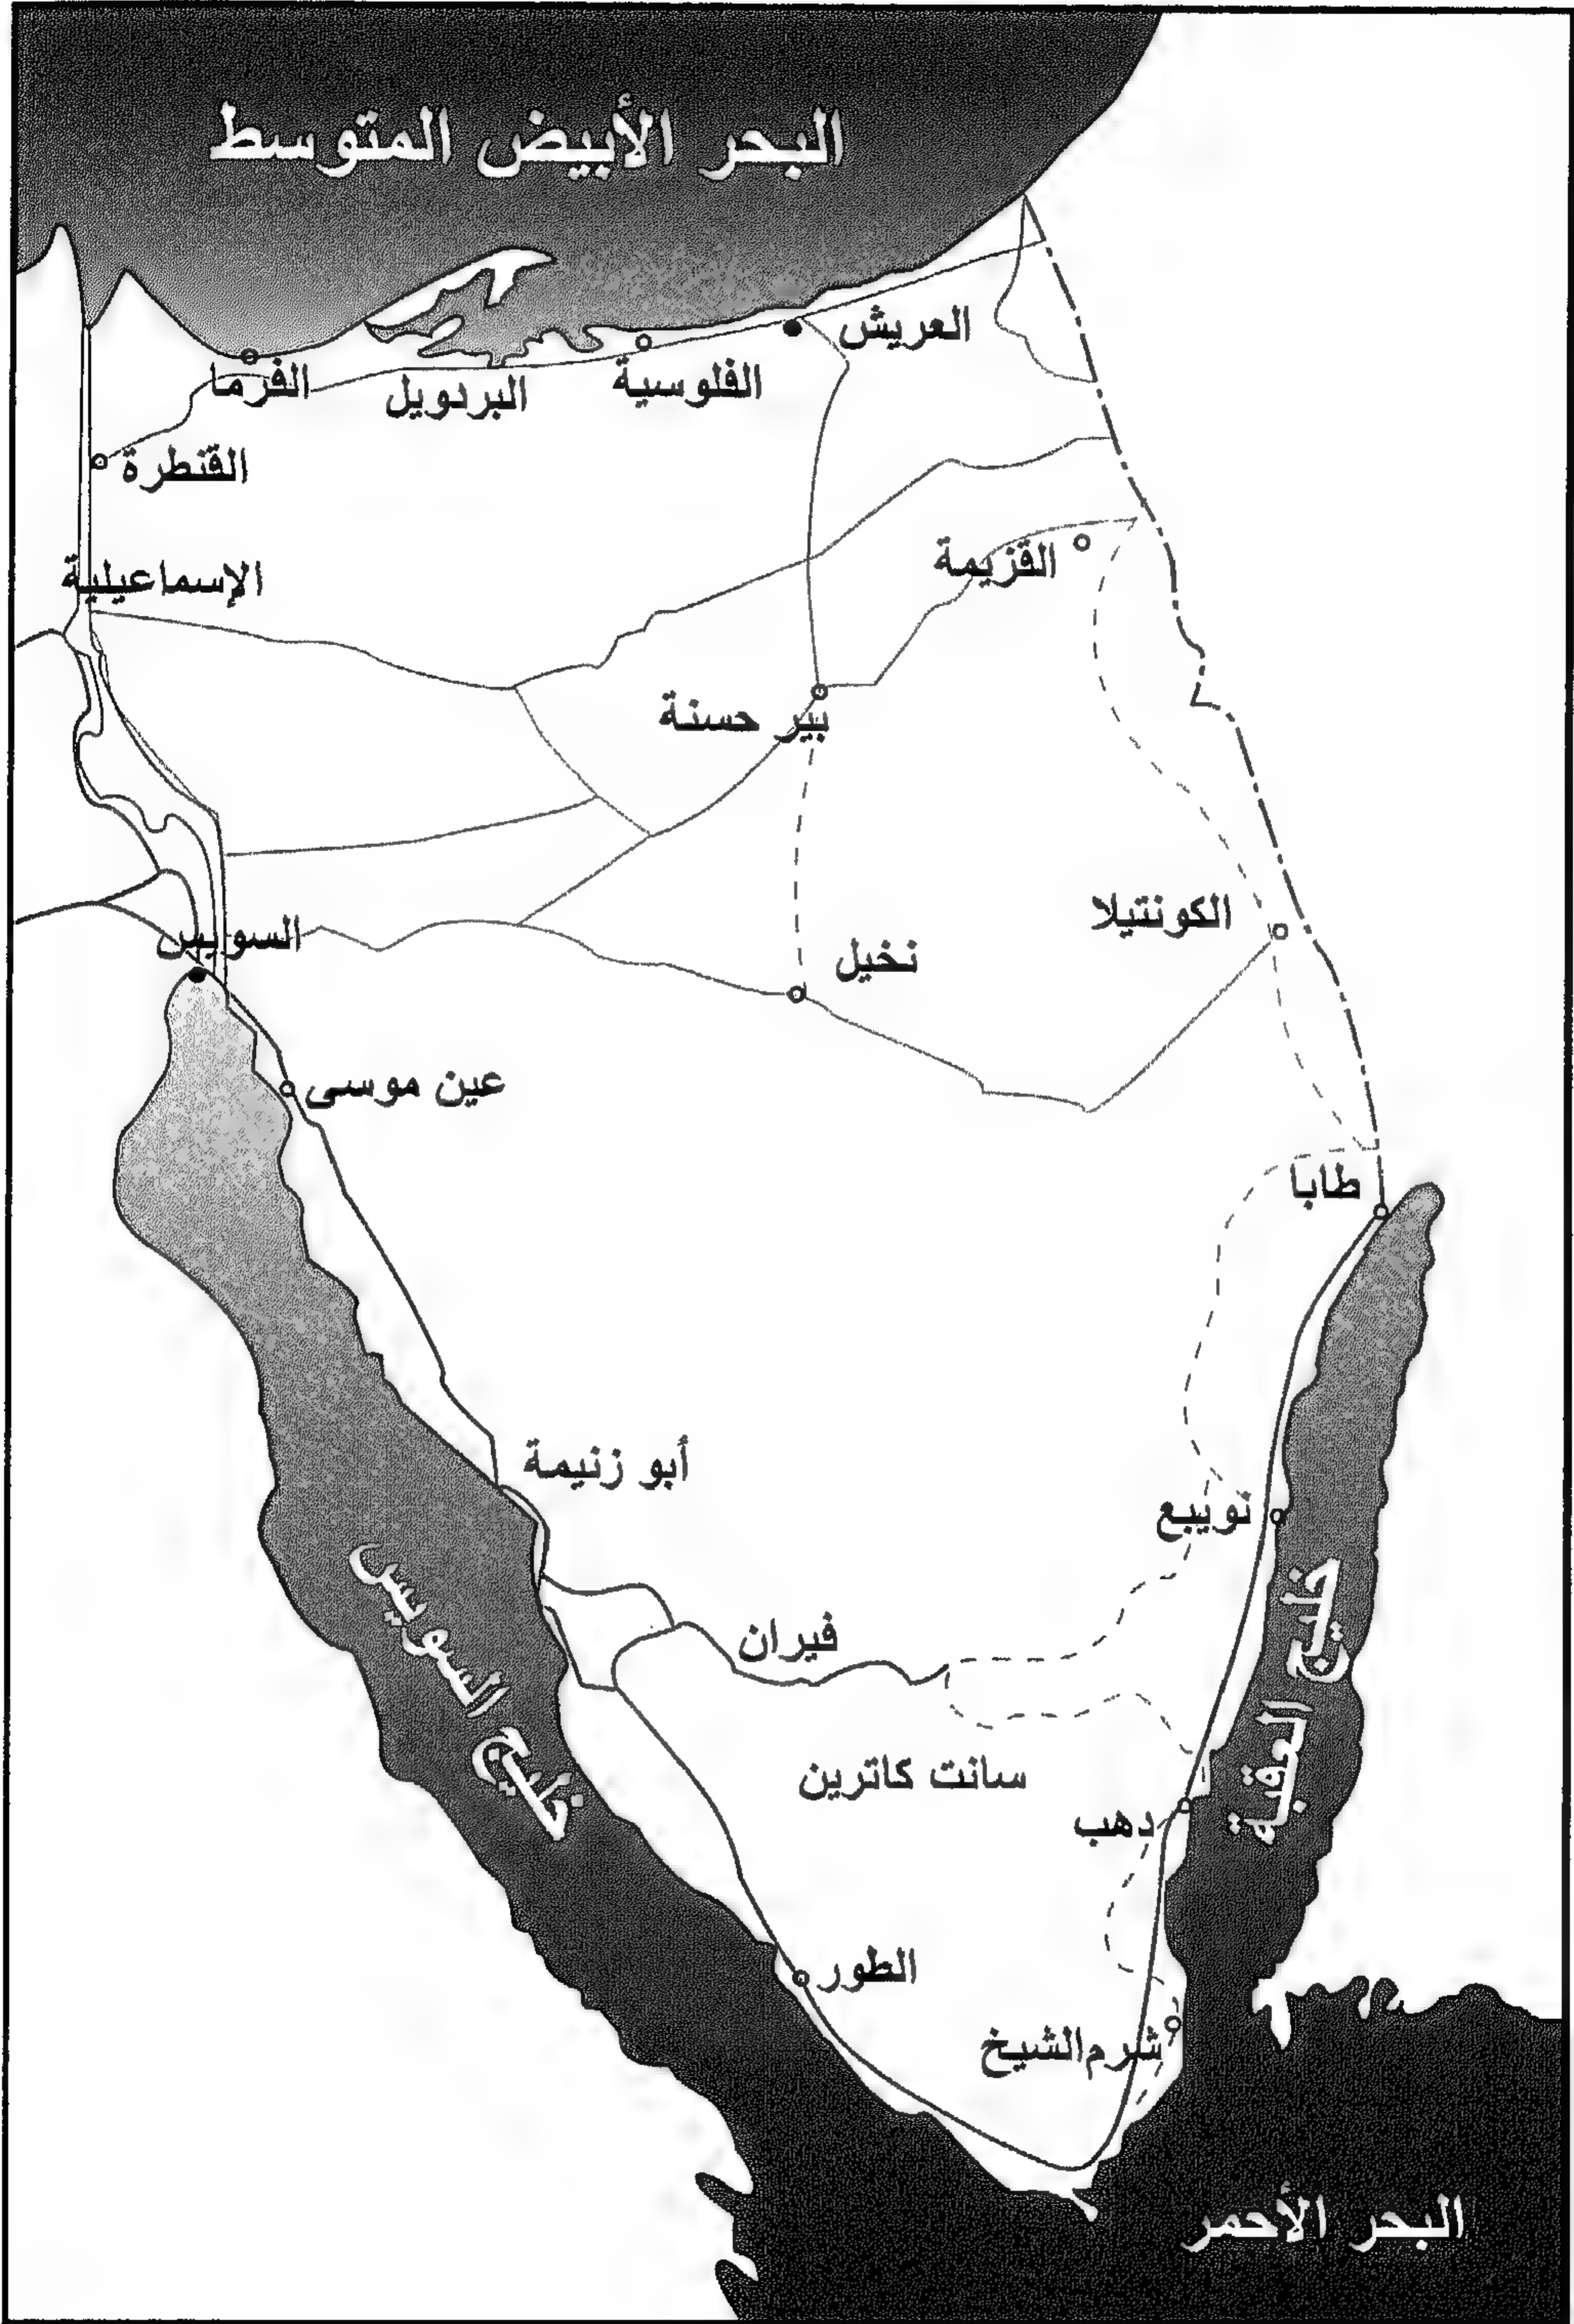 البحر الأبيض المتوسط
العريش
الفلوسية
البردويل
الفرما
القنطرة
القزيمة
الإسماعيلية
بير حسنة
الكونتيلا
نخيل
السويس
عين موسى
طابا
أبو زنيمة
نويبع
خليج السويس
خليج العقبة
فيران
سانت كاترين
دهب
الطور
شرم الشيخ
البحر الأحمر